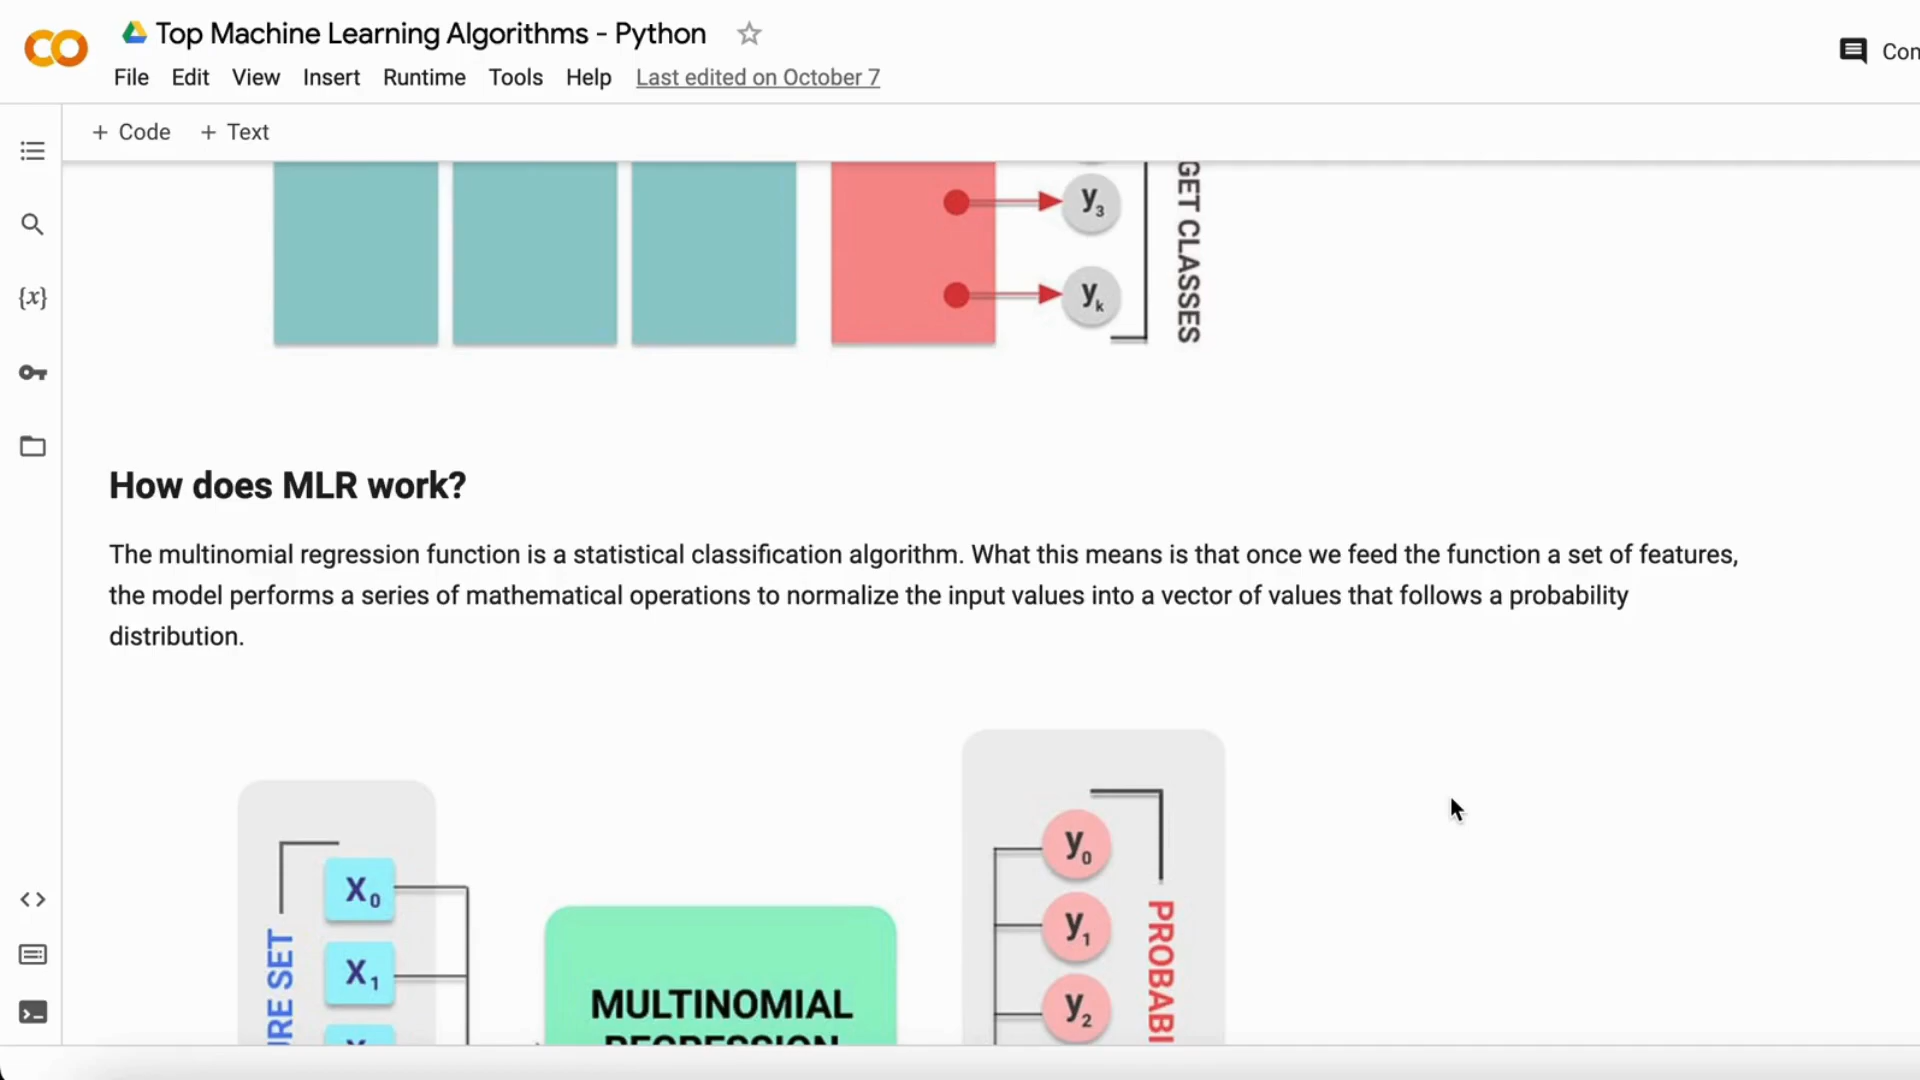 Top Machine Learning Algorithms - Python
File Edit View Insert Runtime Tools Help Last edited on October 7
Con
+ Code + Text
{x}
y3
yk
GET CLASSES
How does MLR work?
The multinomial regression function is a statistical classification algorithm. What this means is that once we feed the function a set of features,
the model performs a series of mathematical operations to normalize the input values into a vector of values that follows a probability
distribution.
X0
X1
URE SET
MULTINOMIAL
REGRESSION
y0
y1
y2
PROBABI